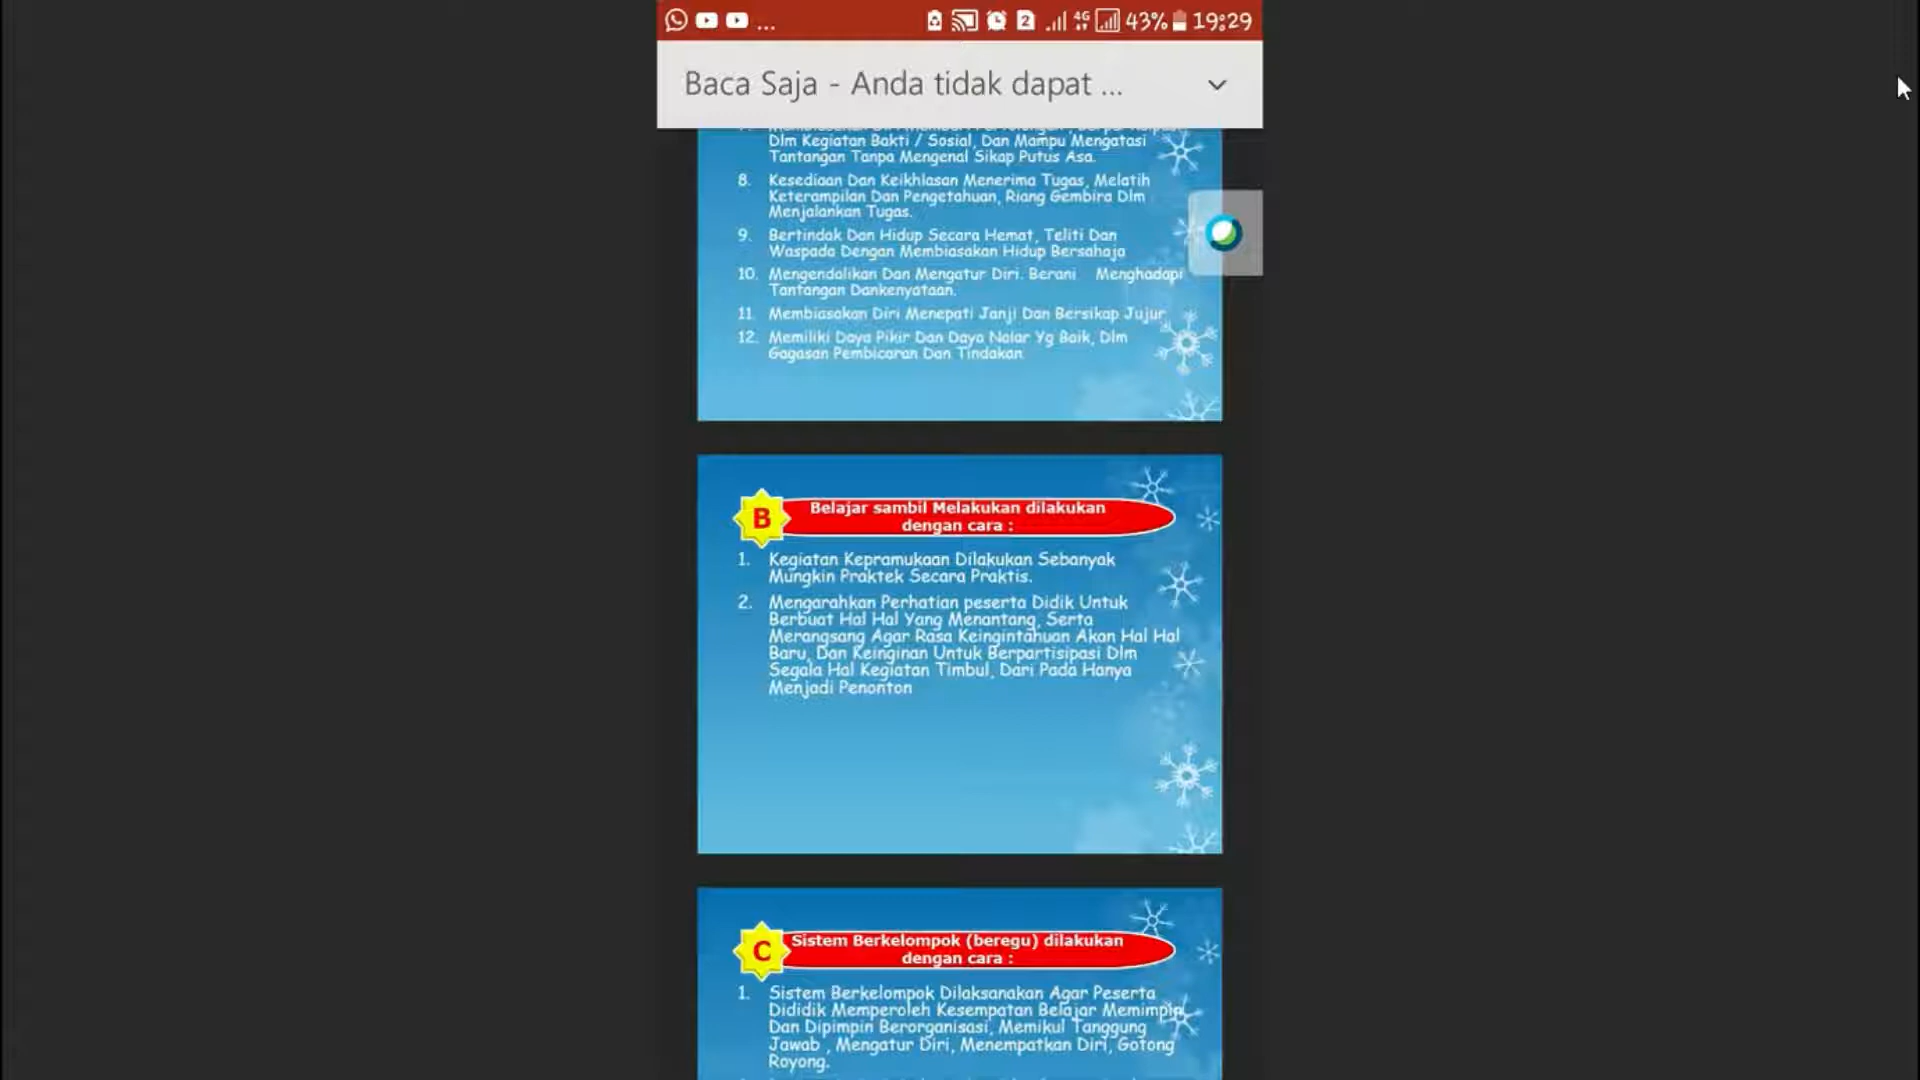 ... 2 4G 43% 19:29
Baca Saja - Anda tidak dapat ...
Dlm Kegiatan Bakti / Sosial, Dan Mampu Mengatasi
Tantangan Tanpa Mengenal Sikap Putus Asa.
8. Kesediaan Dan Keikhlasan Menerima Tugas, Melatih
Keterampilan Dan Pengetahuan, Riang Gembira Dlm
Menjalankan Tugas.
9. Bertindak Dan Hidup Secara Hemat, Teliti Dan
Waspada Dengan Membiasakan Hidup Bersahaja
10. Mengendalikan Dan Mengatur Diri. Berani Menghadapi
Tantangan Dankenyataan.
11. Membiasakan Diri Menepati Janji Dan Bersikap Jujur
12. Memiliki Daya Pikir Dan Daya Nalar Yg Baik, Dlm
Gagasan Pembicaran Dan Tindakan
B
Belajar sambil Melakukan dilakukan
dengan cara :
1. Kegiatan Kepramukaan Dilakukan Sebanyak
Mungkin Praktek Secara Praktis.
2. Mengarahkan Perhatian peserta Didik Untuk
Berbuat Hal Hal Yang Menantang, Serta
Merangsang Agar Rasa Keingintahuan Akan Hal Hal
Baru, Dan Keinginan Untuk Berpartisipasi Dlm
Segala Hal Kegiatan Timbul, Dari Pada Hanya
Menjadi Penonton
C
Sistem Berkelompok (beregu) dilakukan
dengan cara :
1. Sistem Berkelompok Dilaksanakan Agar Peserta
Dididik Memperoleh Kesempatan Belajar Memimpin
Dan Dipimpin Berorganisasi, Memikul Tanggung
Jawab , Mengatur Diri, Menempatkan Diri, Gotong
Royong.